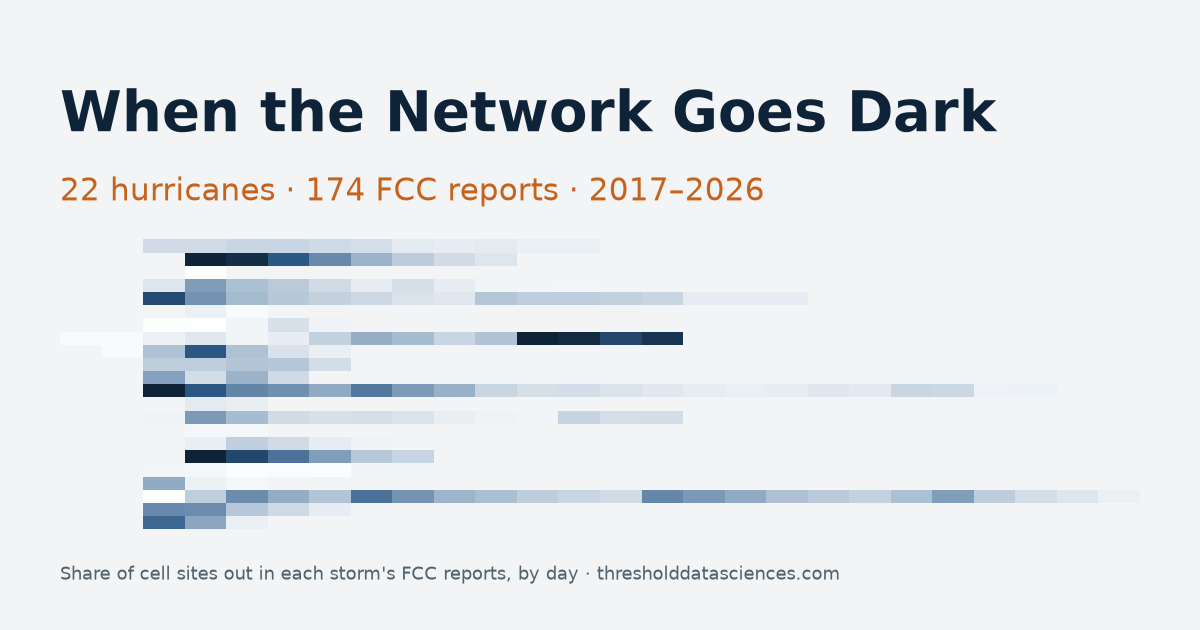 When the Network Goes Dark
22 hurricanes · 174 FCC reports · 2017–2026
Share of cell sites out in each storm's FCC reports, by day · thresholddatasciences.com